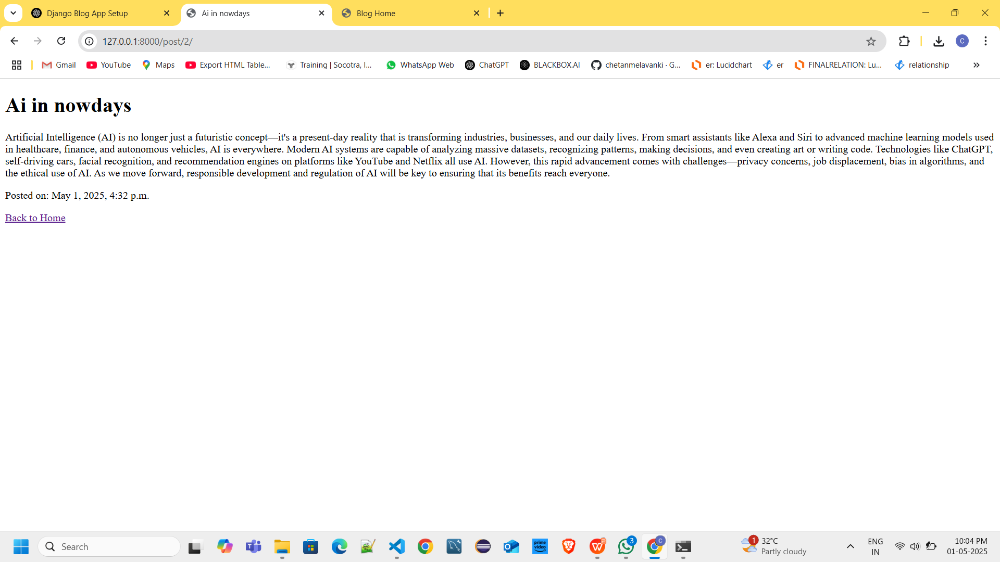 Django Blog App Setup
Ai in nowdays
Blog Home
127.0.0.1:8000/post/2/
C
Gmail
YouTube
Maps
Export HTML Table...
Training | Socotra, I...
WhatsApp Web
ChatGPT
BLACKBOX.AI
chetanmelavanki · G...
er: Lucidchart
er
FINALRELATION: Lu...
relationship
Ai in nowdays
Artificial Intelligence (AI) is no longer just a futuristic concept—it's a present-day reality that is transforming industries, businesses, and our daily lives. From smart assistants like Alexa and Siri to advanced machine learning models used
in healthcare, finance, and autonomous vehicles, AI is everywhere. Modern AI systems are capable of analyzing massive datasets, recognizing patterns, making decisions, and even creating art or writing code. Technologies like ChatGPT,
self-driving cars, facial recognition, and recommendation engines on platforms like YouTube and Netflix all use AI. However, this rapid advancement comes with challenges—privacy concerns, job displacement, bias in algorithms, and
the ethical use of AI. As we move forward, responsible development and regulation of AI will be key to ensuring that its benefits reach everyone.
Posted on: May 1, 2025, 4:32 p.m.
Back to Home
Search
prime video
3
C
1
32°C
Partly cloudy
ENG
IN
10:04 PM
01-05-2025